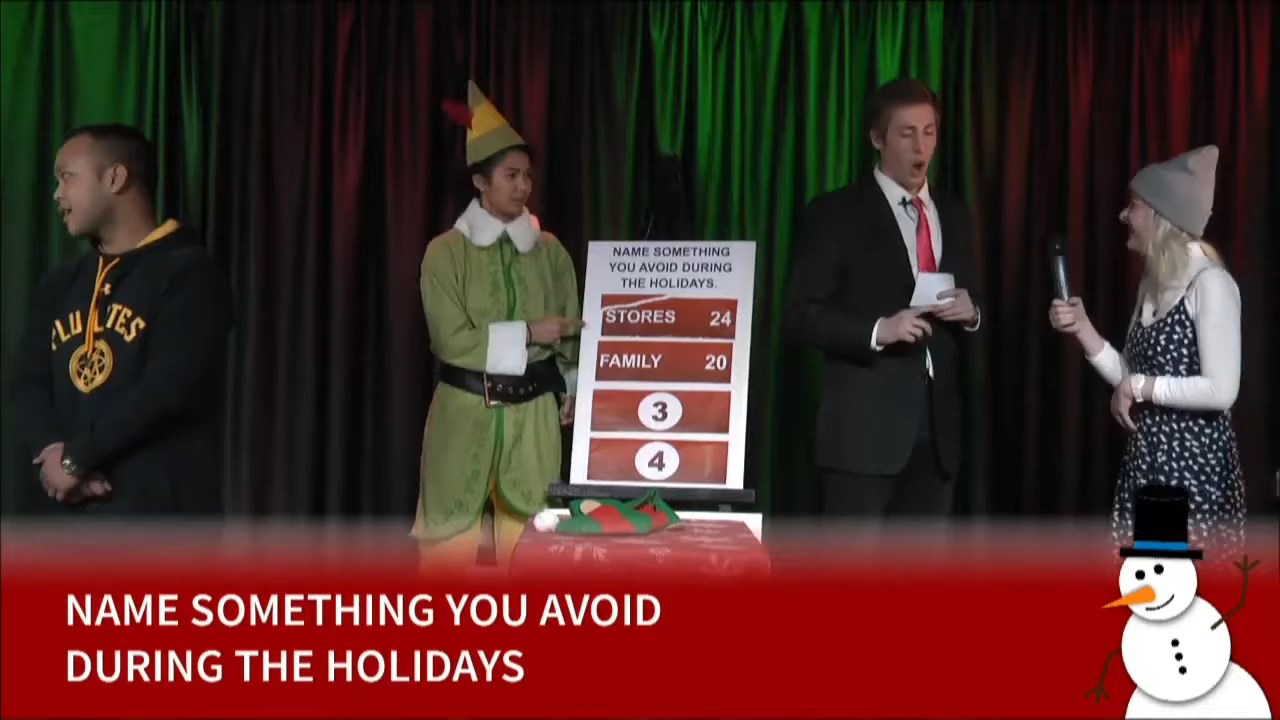 NAME SOMETHING
YOU AVOID DURING
THE HOLIDAYS.
STORES 24
FAMILY 20
3
4
NAME SOMETHING YOU AVOID
DURING THE HOLIDAYS